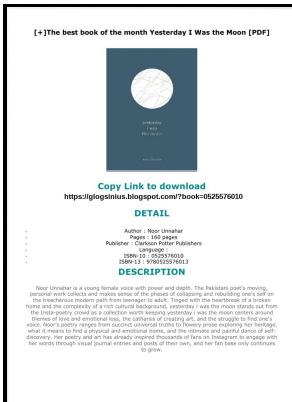 [+]The best book of the month Yesterday I Was the Moon [PDF]
yesterday
I was
the moon
Noor Unnahar
Copy Link to download
https://glogsinius.blogspot.com/?book=0525576010
DETAIL
Author : Noor Unnahar
Pages : 160 pages
Publisher : Clarkson Potter Publishers
Language :
ISBN-10 : 0525576010
ISBN-13 : 9780525576013
DESCRIPTION
Noor Unnahar is a young female voice with power and depth. The Pakistani poet's moving,
personal work collects and makes sense of the phases of collapsing and rebuilding one's self on
the treacherous modern path from teenager to adult. Tinged with the heartbreak of a broken
home and the complexity of a rich cultural background, yesterday i was the moon stands out from
the Insta-poetry crowd as a collection worth keeping.yesterday i was the moon centers around
themes of love and emotional loss, the catharsis of creating art, and the struggle to find one's
voice. Noor's poetry ranges from succinct universal truths to flowery prose exploring her heritage,
what it means to find a physical and emotional home, and the intimate and painful dance of self-
discovery. Her poetry and art has already inspired thousands of fans on Instagram to engage with
her words through visual journal entries and posts of their own, and her fan base only continues
to grow.